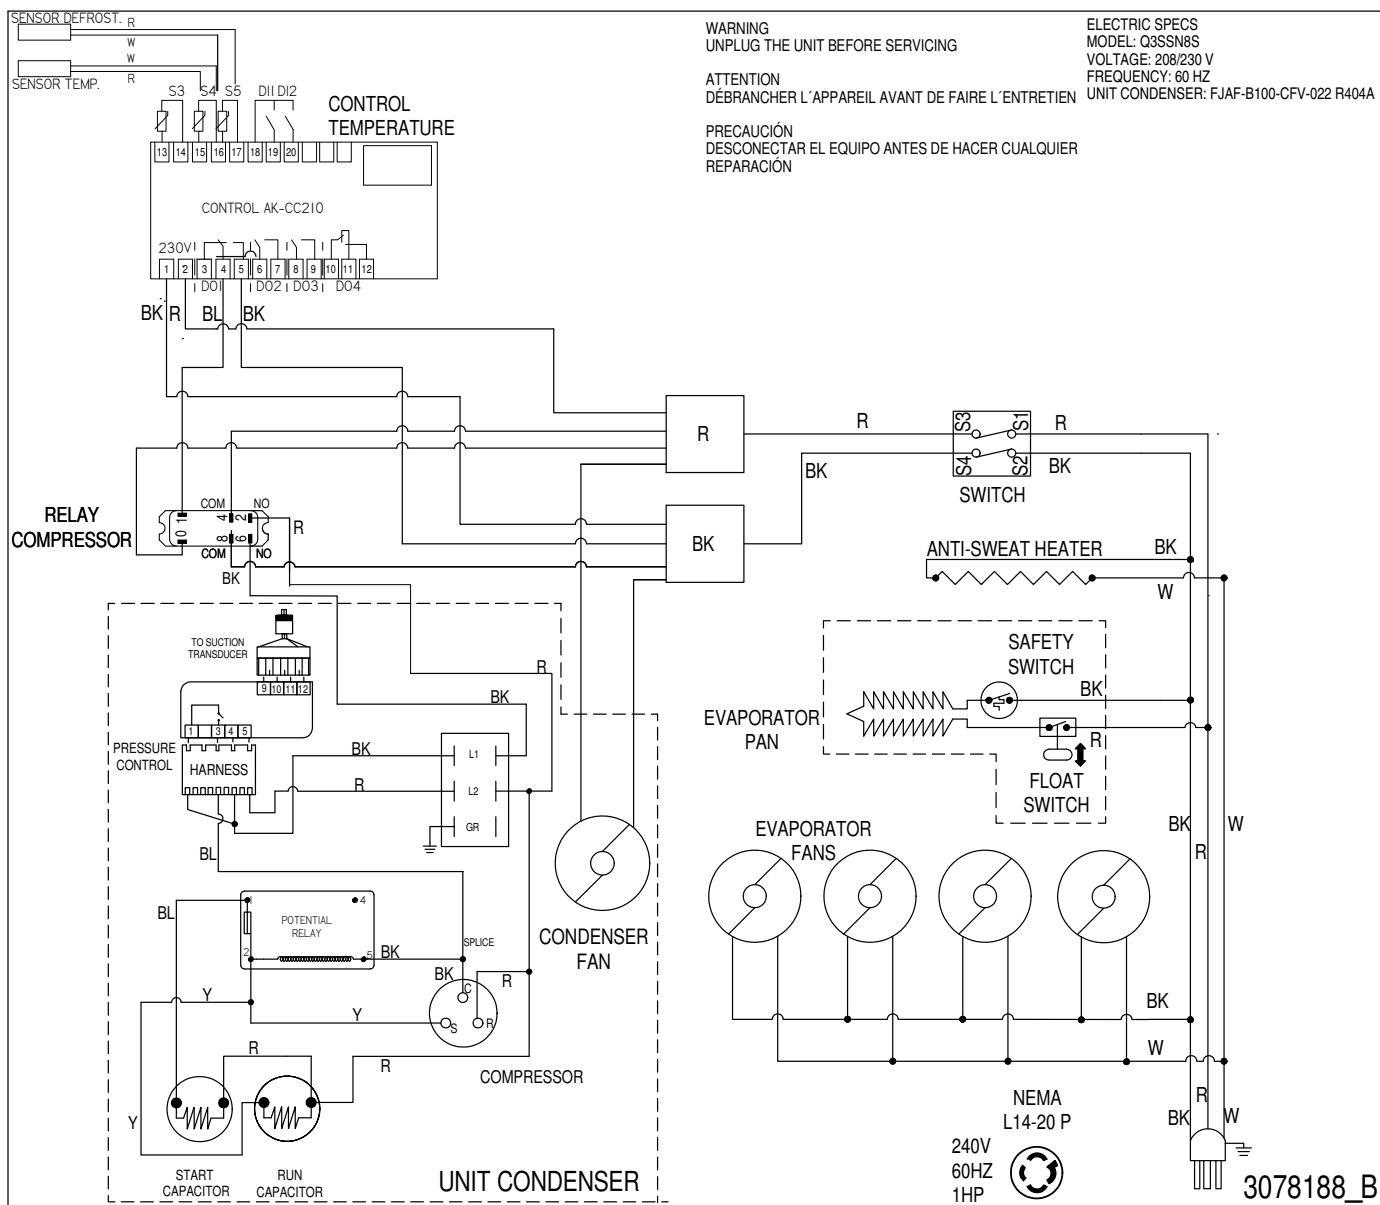 SENSOR DEFROST.
R
W
W
R
SENSOR TEMP.
S3 S4 S5 DI1 DI2
CONTROL
TEMPERATURE
13 14 15 16 17 18 19 20
CONTROL AK-CC210
230V
1 2 3 4 5 6 7 8 9 10 11 12
DO1 DO2 DO3 DO4
BK R BL BK
WARNING
UNPLUG THE UNIT BEFORE SERVICING
ATTENTION
DÉBRANCHER L´APPAREIL AVANT DE FAIRE L´ENTRETIEN
PRECAUCIÓN
DESCONECTAR EL EQUIPO ANTES DE HACER CUALQUIER
REPARACIÓN
ELECTRIC SPECS
MODEL: Q3SSN8S
VOLTAGE: 208/230 V
FREQUENCY: 60 HZ
UNIT CONDENSER: FJAF-B100-CFV-022 R404A
R
R
S3 S1
R
S4 S2
BK
BK
SWITCH
BK
RELAY
COMPRESSOR
COM NO
1 4 2
0 8 6
COM NO
R
BK
ANTI-SWEAT HEATER
BK
W
TO SUCTION
TRANSDUCER
9 10 11 12
1 3 4 5
PRESSURE
CONTROL
HARNESS
R
BK
BK
R
L1
L2
GR
BL
SAFETY
SWITCH
BK
EVAPORATOR
PAN
R
FLOAT
SWITCH
BK
R
W
EVAPORATOR
FANS
BK
W
CONDENSER
FAN
BL
1
4
POTENTIAL
RELAY
2
5
BK
SPLICE
BK
C
R
S
R
Y
Y
COMPRESSOR
R
R
Y
START
CAPACITOR
RUN
CAPACITOR
UNIT CONDENSER
NEMA
L14-20 P
240V
60HZ
1HP
R
BK
W
3078188_B